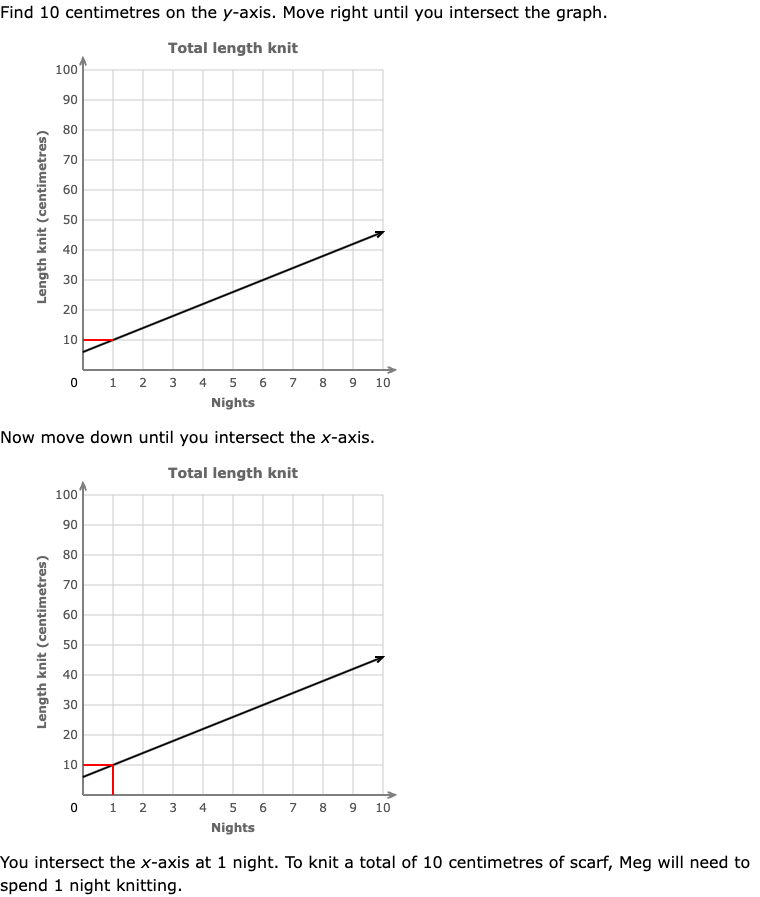 Find 10 centimetres on the y-axis. Move right until you intersect the graph.
Total length knit
100
90
80
70
60
50
40
30
20
10
Length knit (centimetres)
0 1 2 3 4 5 6 7 8 9 10
Nights
Now move down until you intersect the x-axis.
Total length knit
100
90
80
70
60
50
40
30
20
10
Length knit (centimetres)
0 1 2 3 4 5 6 7 8 9 10
Nights
You intersect the x-axis at 1 night. To knit a total of 10 centimetres of scarf, Meg will need to
spend 1 night knitting.